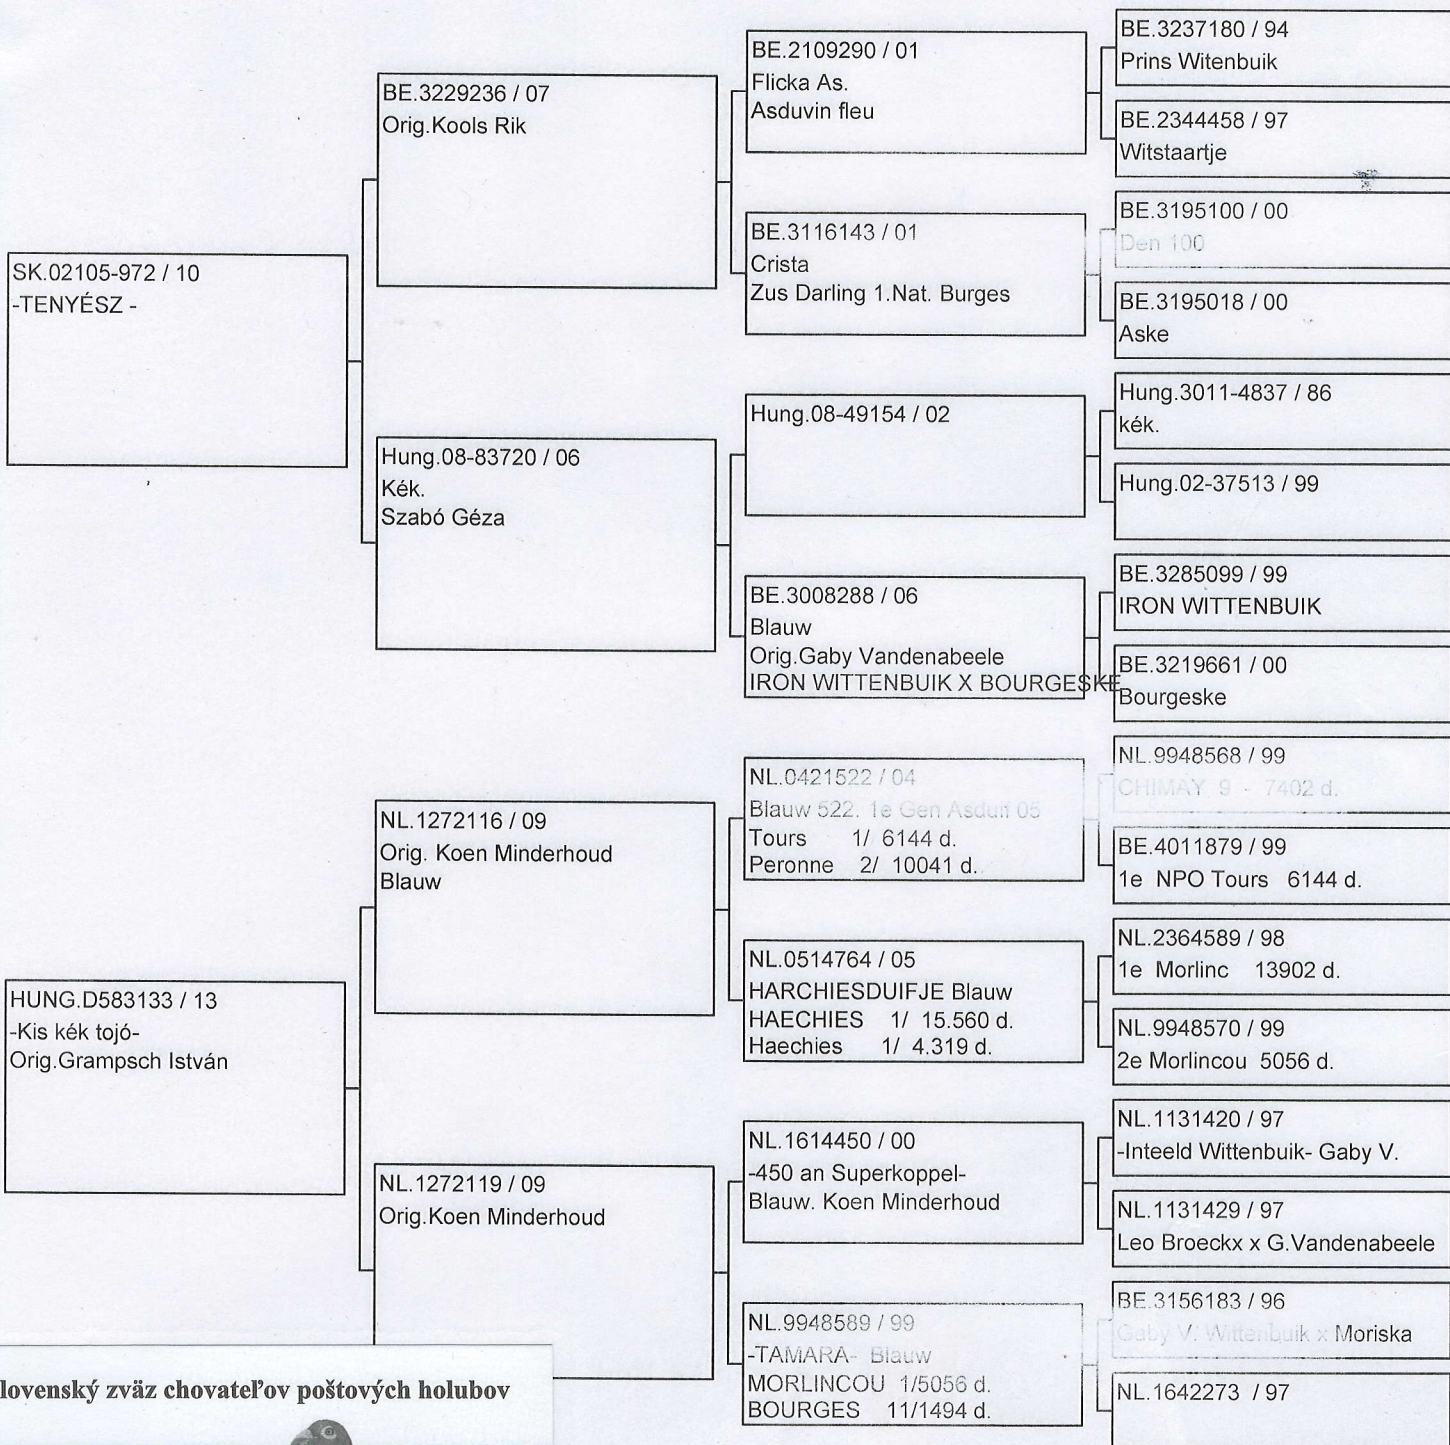 SK.02105-972 / 10
-TENYÉSZ -
HUNG.D583133 / 13
-Kis kék tojó-
Orig.Grampsch István
BE.3229236 / 07
Orig.Kools Rik
Hung.08-83720 / 06
Kék.
Szabó Géza
NL.1272116 / 09
Orig. Koen Minderhoud
Blauw
NL.1272119 / 09
Orig.Koen Minderhoud
BE.2109290 / 01
Flicka As.
Asduvin fleu
BE.3116143 / 01
Crista
Zus Darling 1.Nat. Burges
Hung.08-49154 / 02
BE.3008288 / 06
Blauw
Orig.Gaby Vandenabeele
IRON WITTENBUIK X BOURGESKE
NL.0421522 / 04
Blauw 522. 1e Gen Asduif 05
Tours 1/ 6144 d.
Peronne 2/ 10041 d.
NL.0514764 / 05
HARCHIESDUIFJE Blauw
HAECHIES 1/ 15.560 d.
Haechies 1/ 4.319 d.
NL.1614450 / 00
-450 an Superkoppel-
Blauw. Koen Minderhoud
NL.9948589 / 99
-TAMARA- Blauw
MORLINCOU 1/5056 d.
BOURGES 11/1494 d.
BE.3237180 / 94
Prins Witenbuik
BE.2344458 / 97
Witstaartje
BE.3195100 / 00
Den 100
BE.3195018 / 00
Aske
Hung.3011-4837 / 86
kék.
Hung.02-37513 / 99
BE.3285099 / 99
IRON WITTENBUIK
BE.3219661 / 00
Bourgeske
NL.9948568 / 99
CHIMAY 9 - 7402 d.
BE.4011879 / 99
1e NPO Tours 6144 d.
NL.2364589 / 98
1e Morlinc 13902 d.
NL.9948570 / 99
2e Morlincou 5056 d.
NL.1131420 / 97
-Inteeld Wittenbuik- Gaby V.
NL.1131429 / 97
Leo Broeckx x G.Vandenabeele
BE.3156183 / 96
Gaby V. Wittenbuik x Moriska
NL.1642273 / 97
lovenský zväz chovateľov poštových holubov